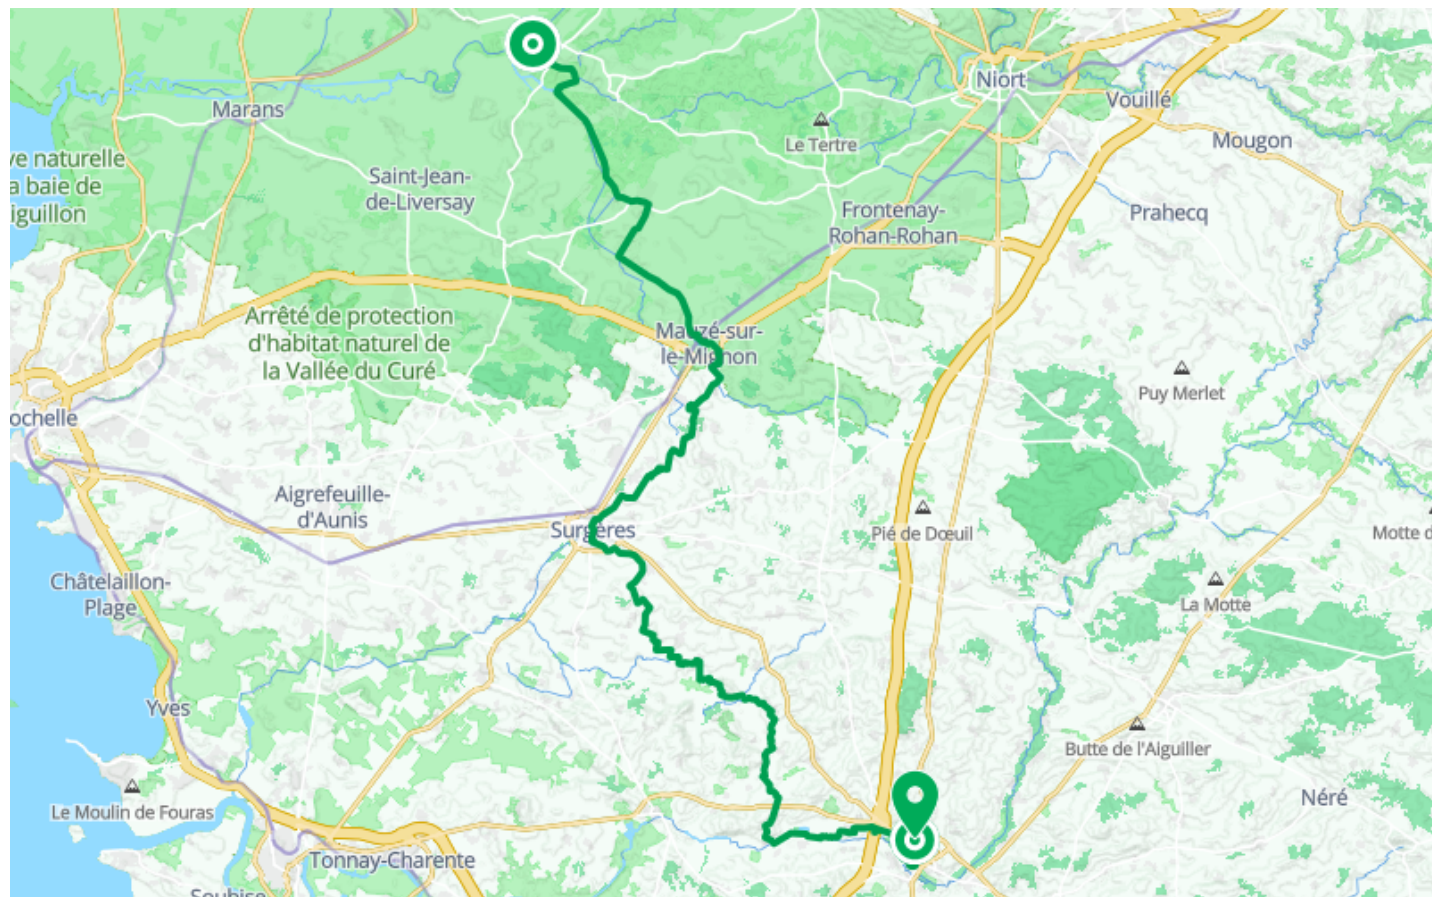 Niort
Marans
Vouillé
Le Tertre
Mougon
ve naturelle
a baie de
iguillon
Saint-Jean-
de-Liversay
Frontenay-
Rohan-Rohan
Prahecq
Arrêté de protection
d'habitat naturel de
la Vallée du Curé
Mauzé-sur-
le-Mignon
Puy Merlet
ochelle
Aigrefeuille-
d'Aunis
Surgères
Pié de Dœuil
Motte d
Châtelaillon-
Plage
La Motte
Yves
Butte de l'Aiguiller
Le Moulin de Fouras
Néré
Tonnay-Charente
Soubise